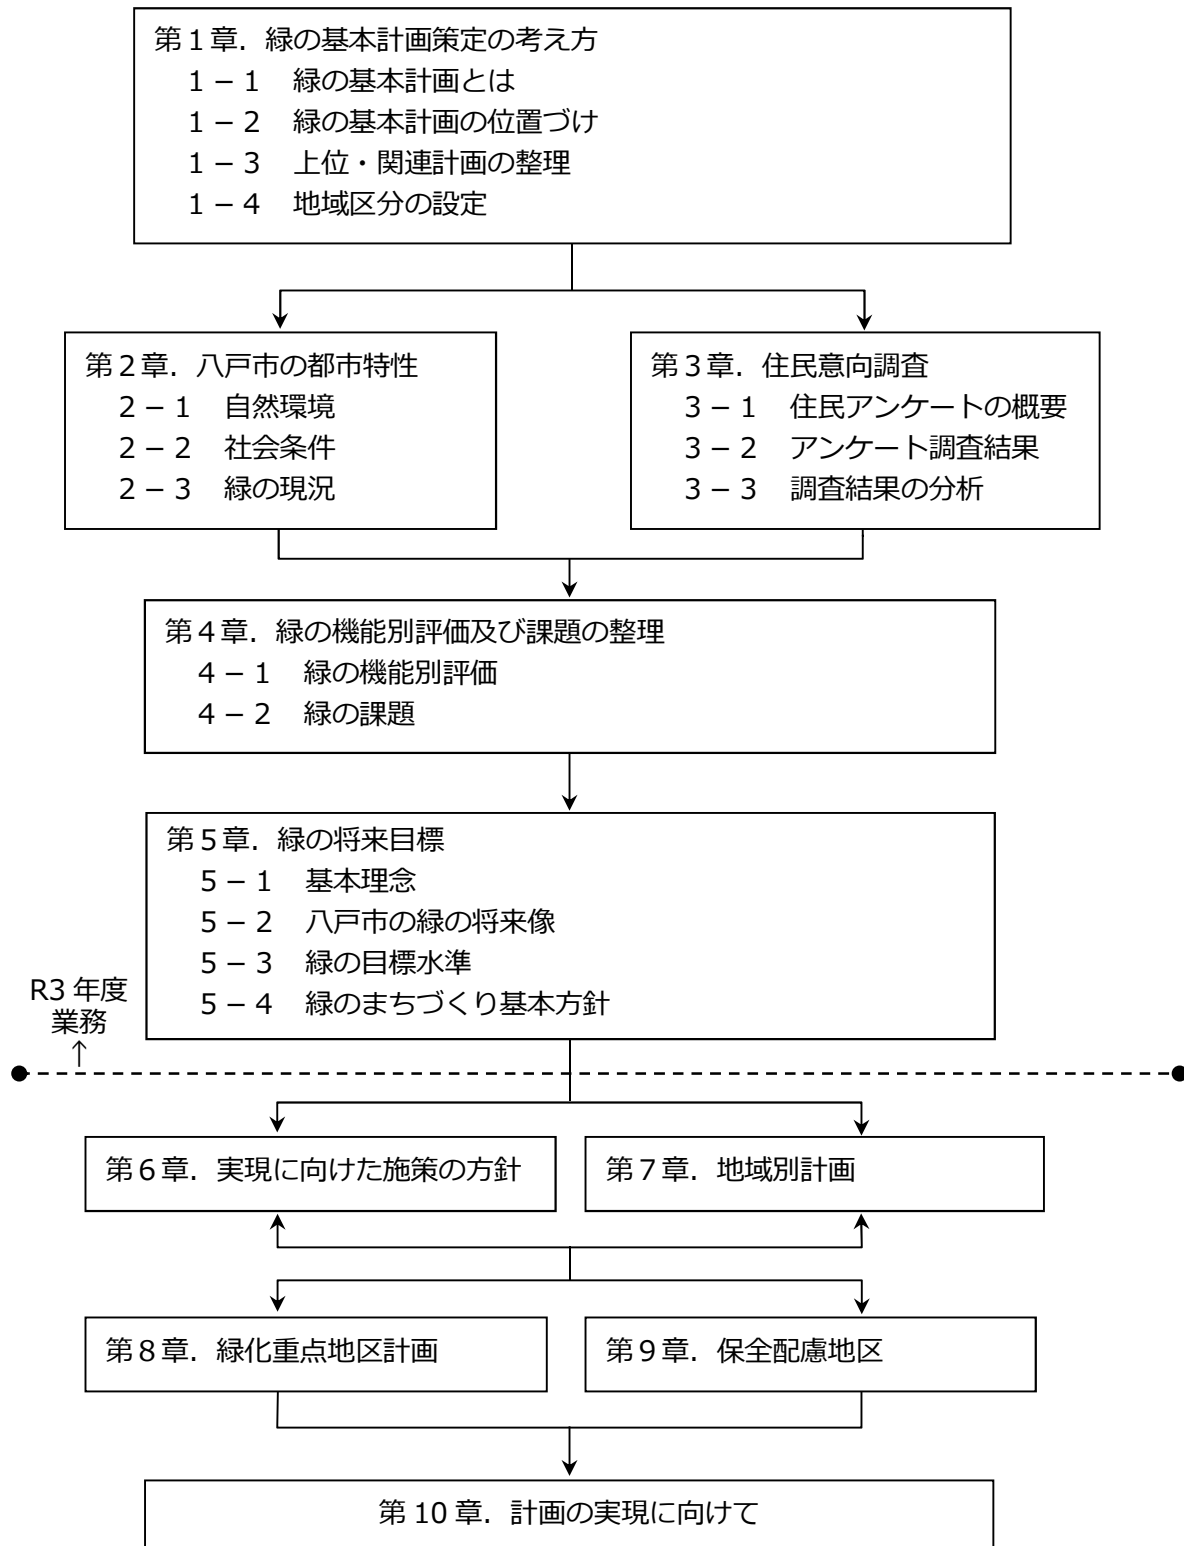 第１章．緑の基本計画策定の考え方
１－１　緑の基本計画とは
１－２　緑の基本計画の位置づけ
１－３　上位・関連計画の整理
１－４　地域区分の設定
第２章．八戸市の都市特性
２－１　自然環境
２－２　社会条件
２－３　緑の現況
第３章．住民意向調査
３－１　住民アンケートの概要
３－２　アンケート調査結果
３－３　調査結果の分析
第４章．緑の機能別評価及び課題の整理
４－１　緑の機能別評価
４－２　緑の課題
第５章．緑の将来目標
５－１　基本理念
５－２　八戸市の緑の将来像
５－３　緑の目標水準
５－４　緑のまちづくり基本方針
R3 年度
業務
↑
第６章．実現に向けた施策の方針
第７章．地域別計画
第８章．緑化重点地区計画
第９章．保全配慮地区
第 10 章．計画の実現に向けて